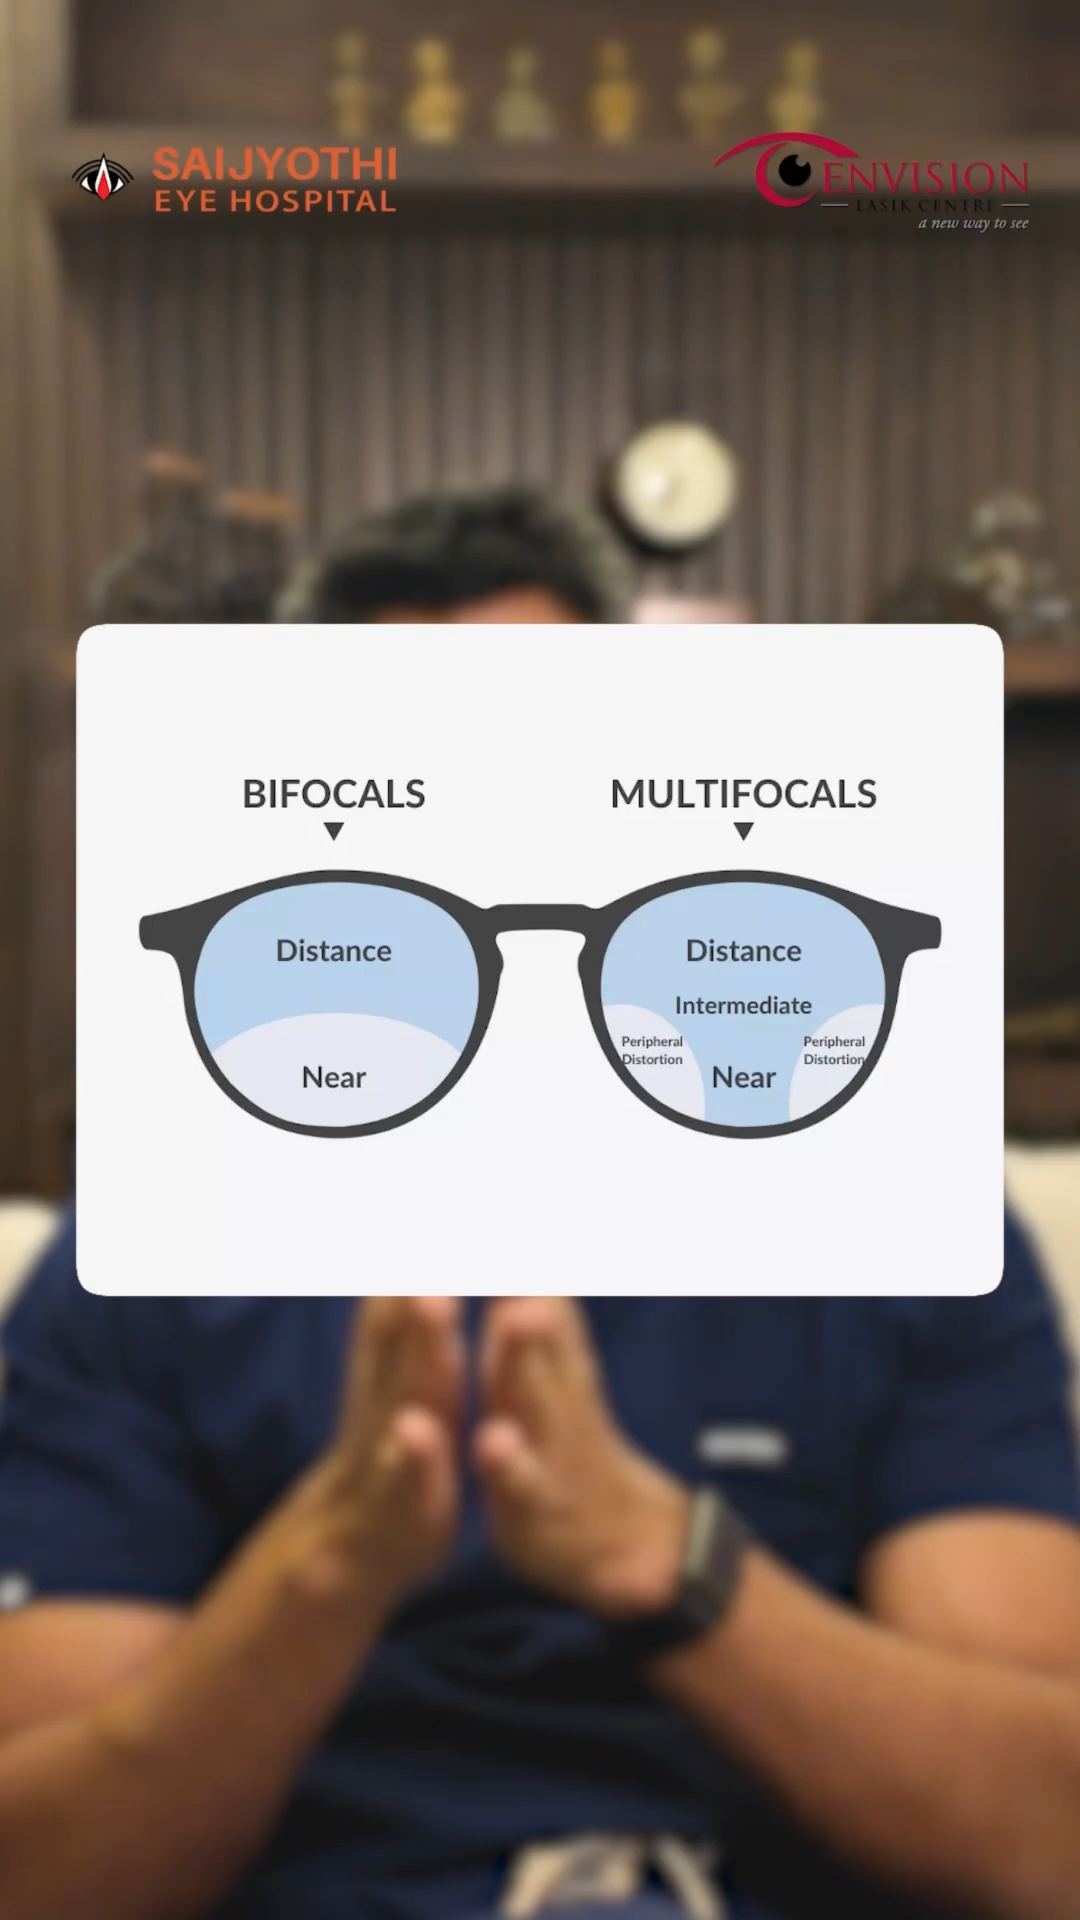 SAIJYOTHI
EYE HOSPITAL
ENVISION
LASIK CENTRE
a new way to see
BIFOCALS
MULTIFOCALS
Distance
Near
Distance
Intermediate
Peripheral
Distortion
Peripheral
Distortion
Near